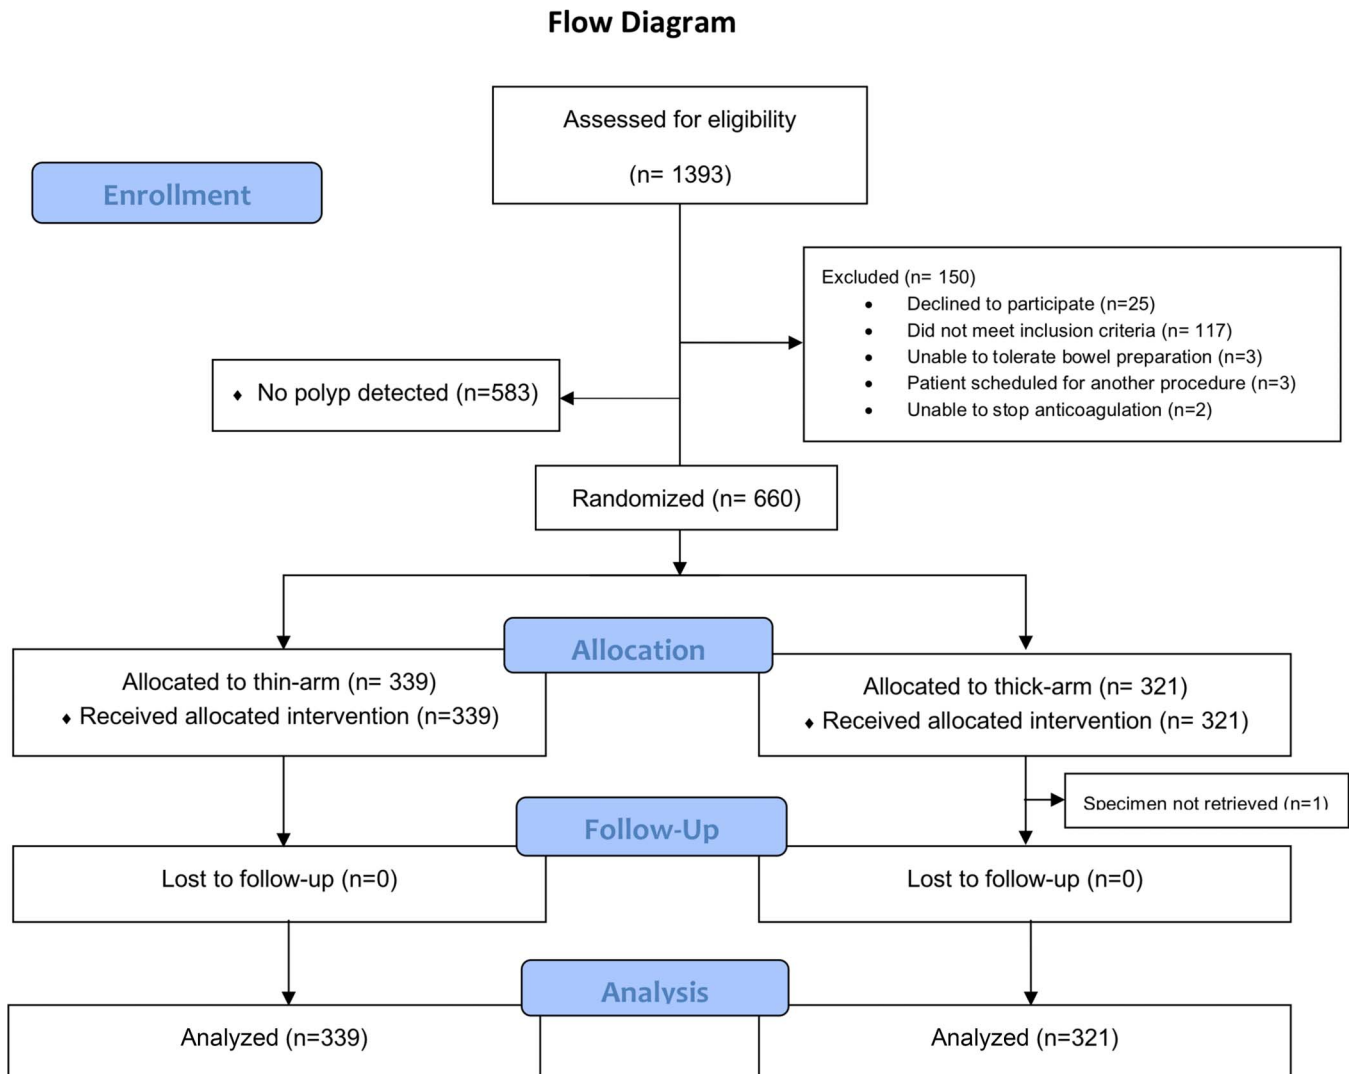 Flow Diagram
Assessed for eligibility
(n= 1393)
Enrollment
Excluded (n= 150)
• Declined to participate (n=25)
• Did not meet inclusion criteria (n= 117)
• Unable to tolerate bowel preparation (n=3)
• Patient scheduled for another procedure (n=3)
• Unable to stop anticoagulation (n=2)
♦ No polyp detected (n=583)
Randomized (n= 660)
Allocation
Allocated to thin-arm (n= 339)
♦ Received allocated intervention (n=339)
Allocated to thick-arm (n= 321)
♦ Received allocated intervention (n= 321)
Specimen not retrieved (n=1)
Follow-Up
Lost to follow-up (n=0)
Lost to follow-up (n=0)
Analysis
Analyzed (n=339)
Analyzed (n=321)